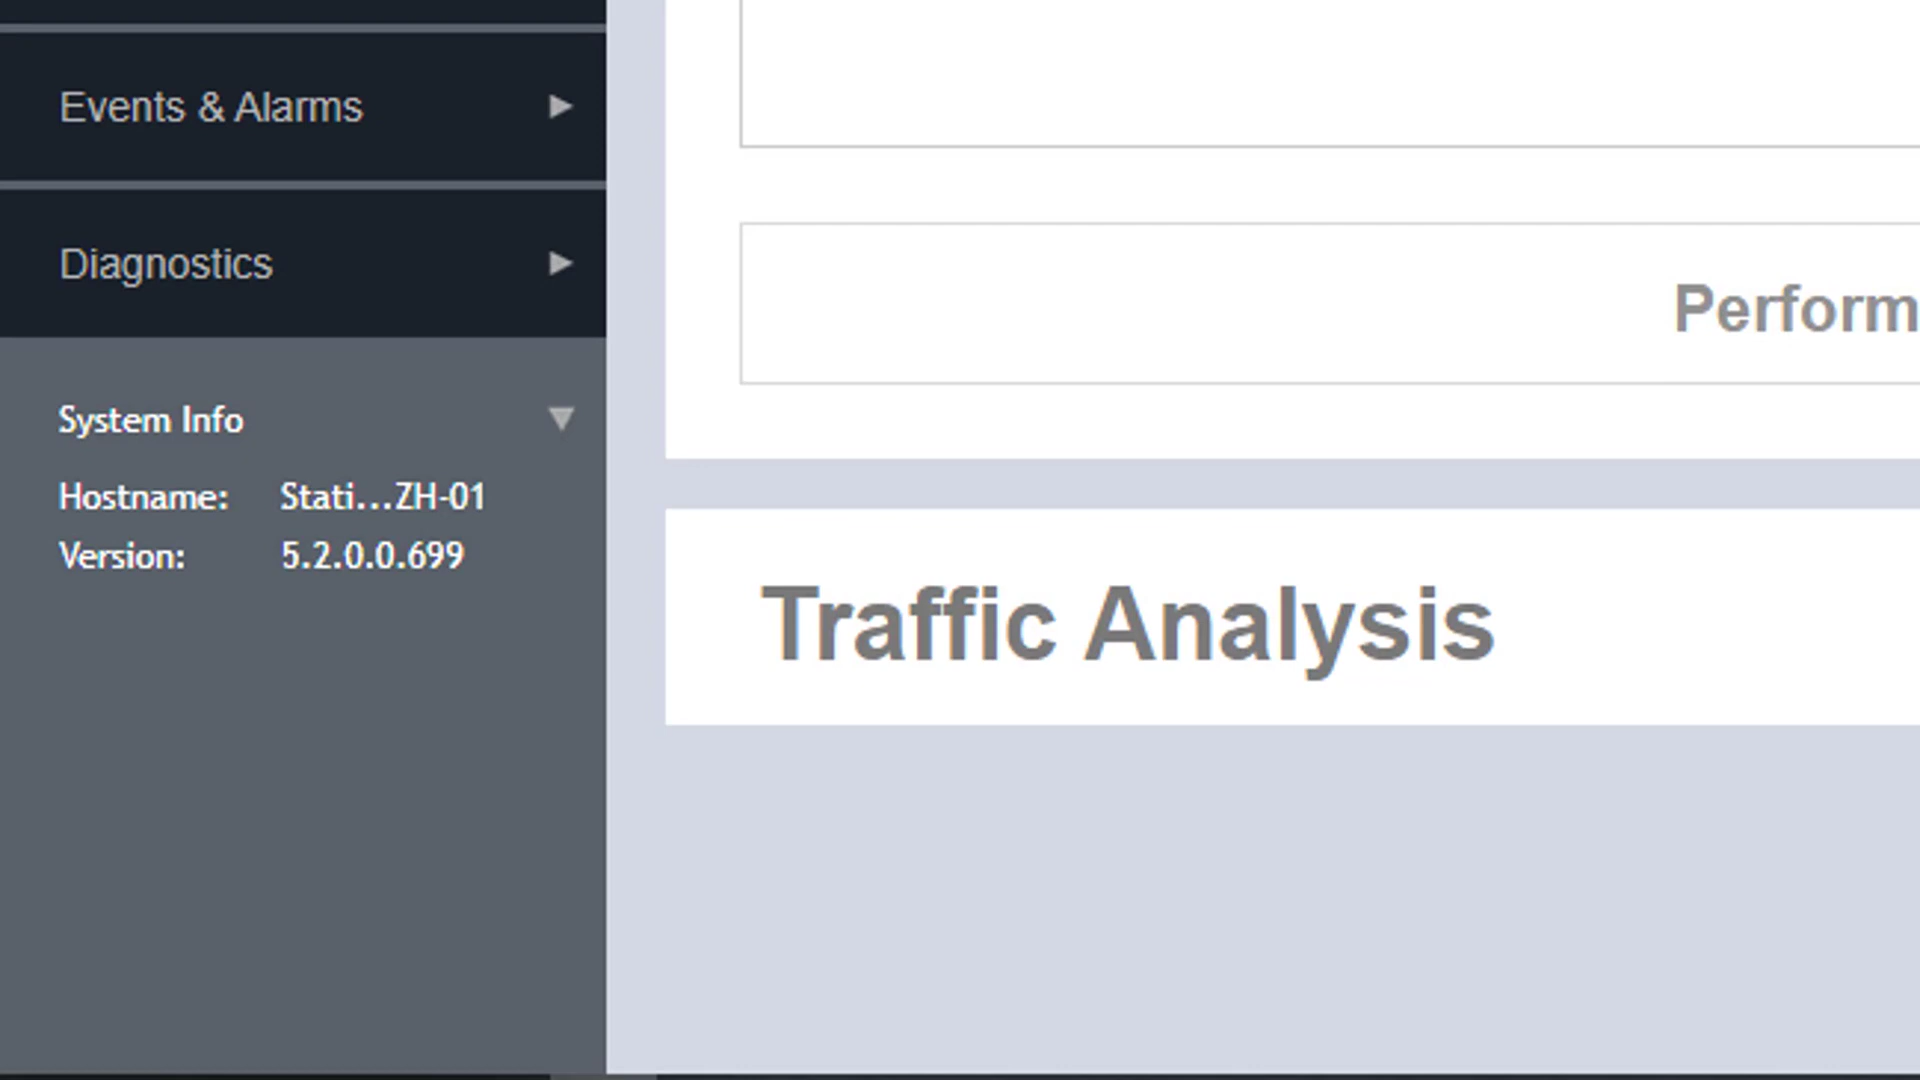 Events & Alarms
Diagnostics
System Info
Hostname: Stati...ZH-01
Version: 5.2.0.0.699
Perform
Traffic Analysis